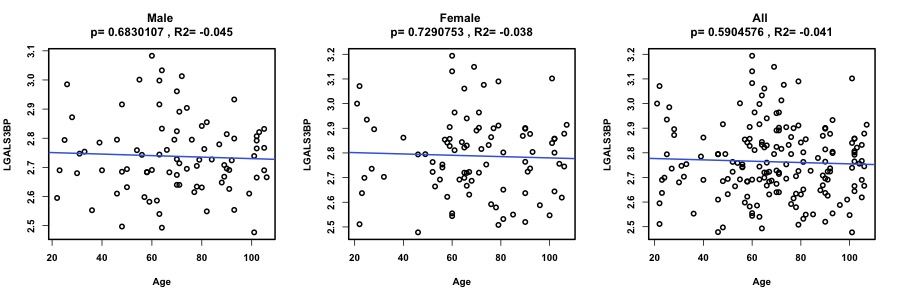 Male
p= 0.6830107 , R2= -0.045
LGALS3BP
3.1
3.0
2.9
2.8
2.7
2.6
2.5
20 40 60 80 100
Age
Female
p= 0.7290753 , R2= -0.038
LGALS3BP
3.2
3.1
3.0
2.9
2.8
2.7
2.6
2.5
20 40 60 80 100
Age
All
p= 0.5904576 , R2= -0.041
LGALS3BP
3.2
3.1
3.0
2.9
2.8
2.7
2.6
2.5
20 40 60 80 100
Age